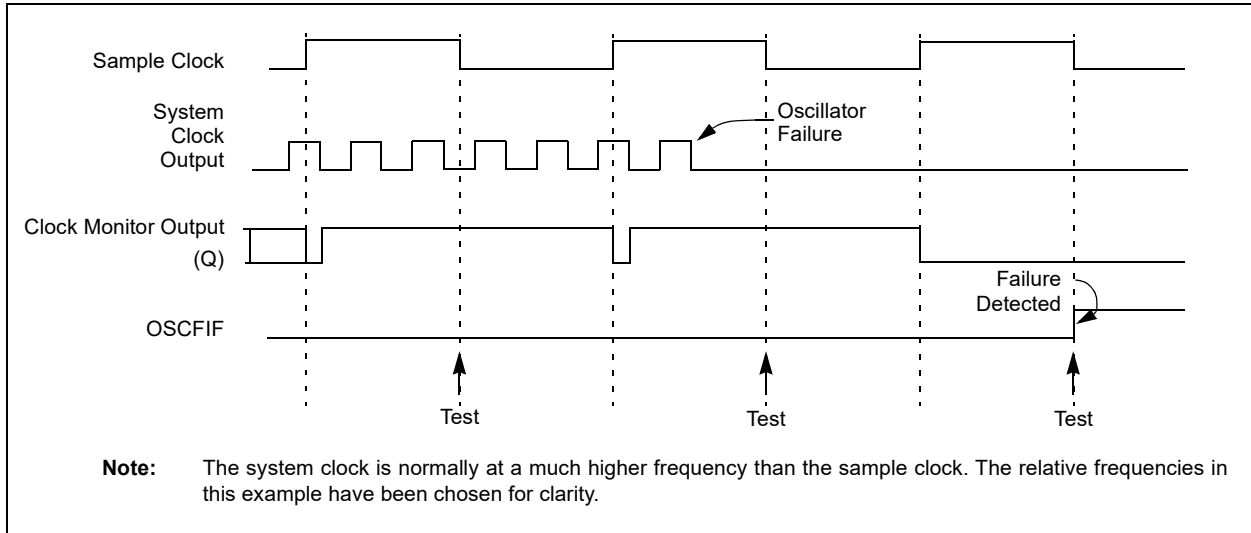 Sample Clock
System
Clock
Output
Oscillator
Failure
Clock Monitor Output
(Q)
Failure
Detected
OSCFIF
Test
Test
Test
Note: The system clock is normally at a much higher frequency than the sample clock. The relative frequencies in
this example have been chosen for clarity.